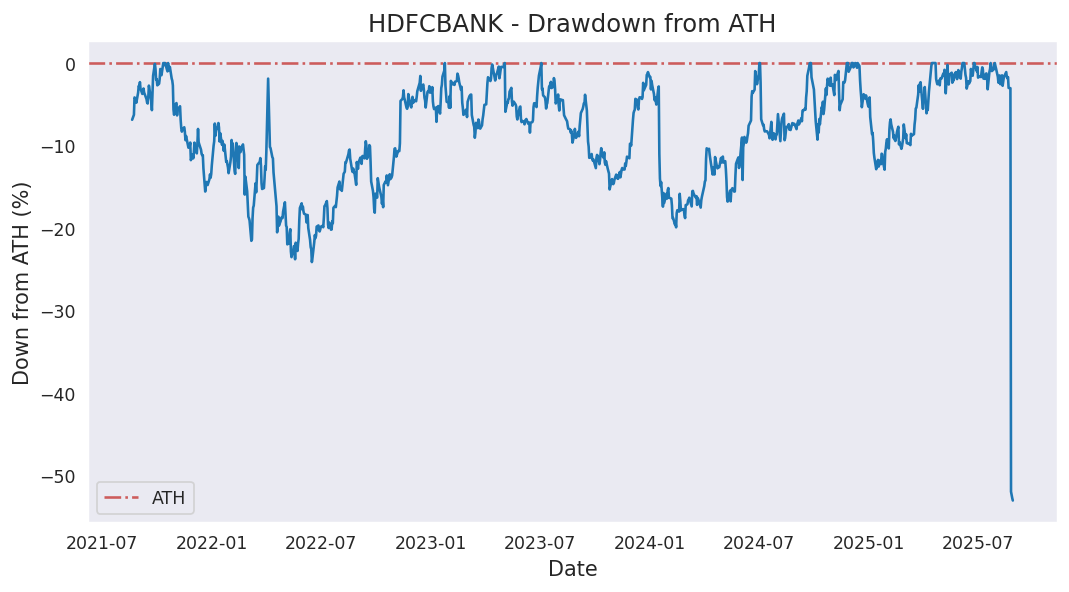 HDFCBANK - Drawdown from ATH
Down from ATH (%)
0
−10
−20
−30
−40
−50
ATH
2021-07 2022-01 2022-07 2023-01 2023-07 2024-01 2024-07 2025-01 2025-07
Date